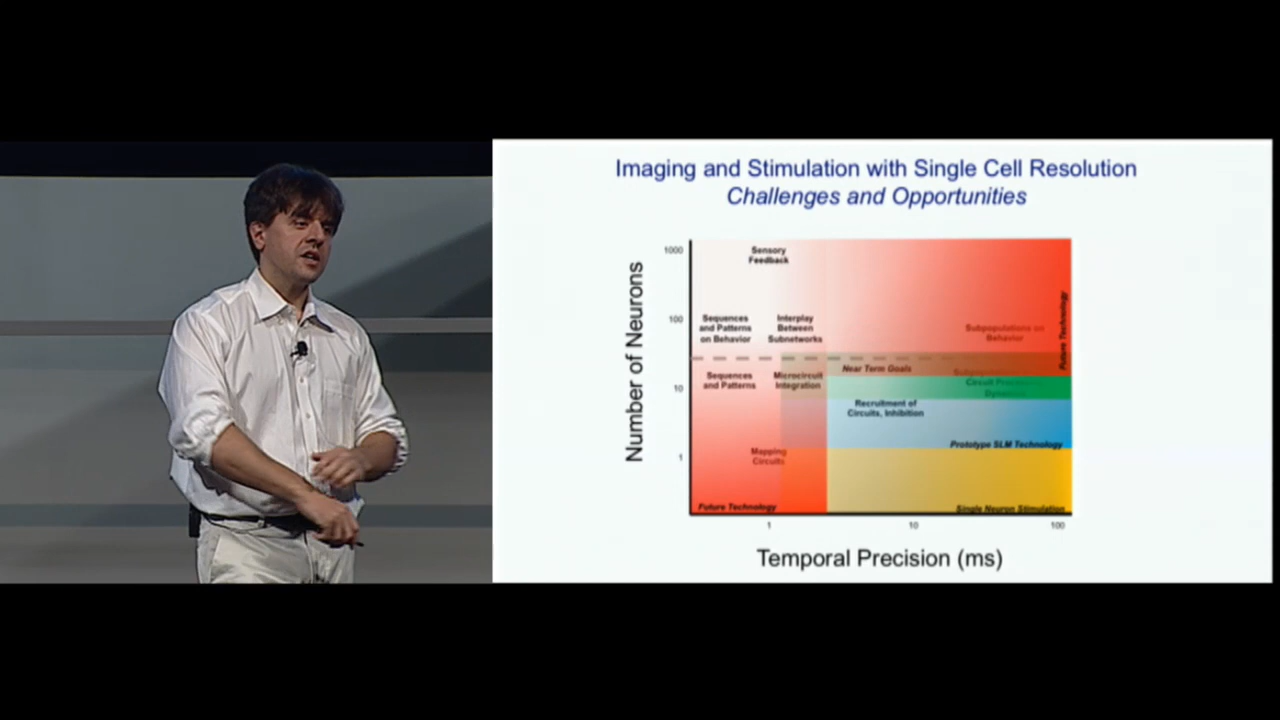 Imaging and Stimulation with Single Cell Resolution
Challenges and Opportunities
Number of Neurons
1000
100
10
1
Sensory
Feedback
Sequences
and Patterns
on Behavior
Interplay
Between
Subnetworks
Subpopulations on
Behavior
Future Technology
Sequences
and Patterns
Microcircuit
Integration
Near Term Goals
Circuit
Recruitment of
Circuits, Inhibition
Prototype SLM Technology
Mapping
Circuits
Future Technology
Single Neuron Stimulation
1
10
100
Temporal Precision (ms)